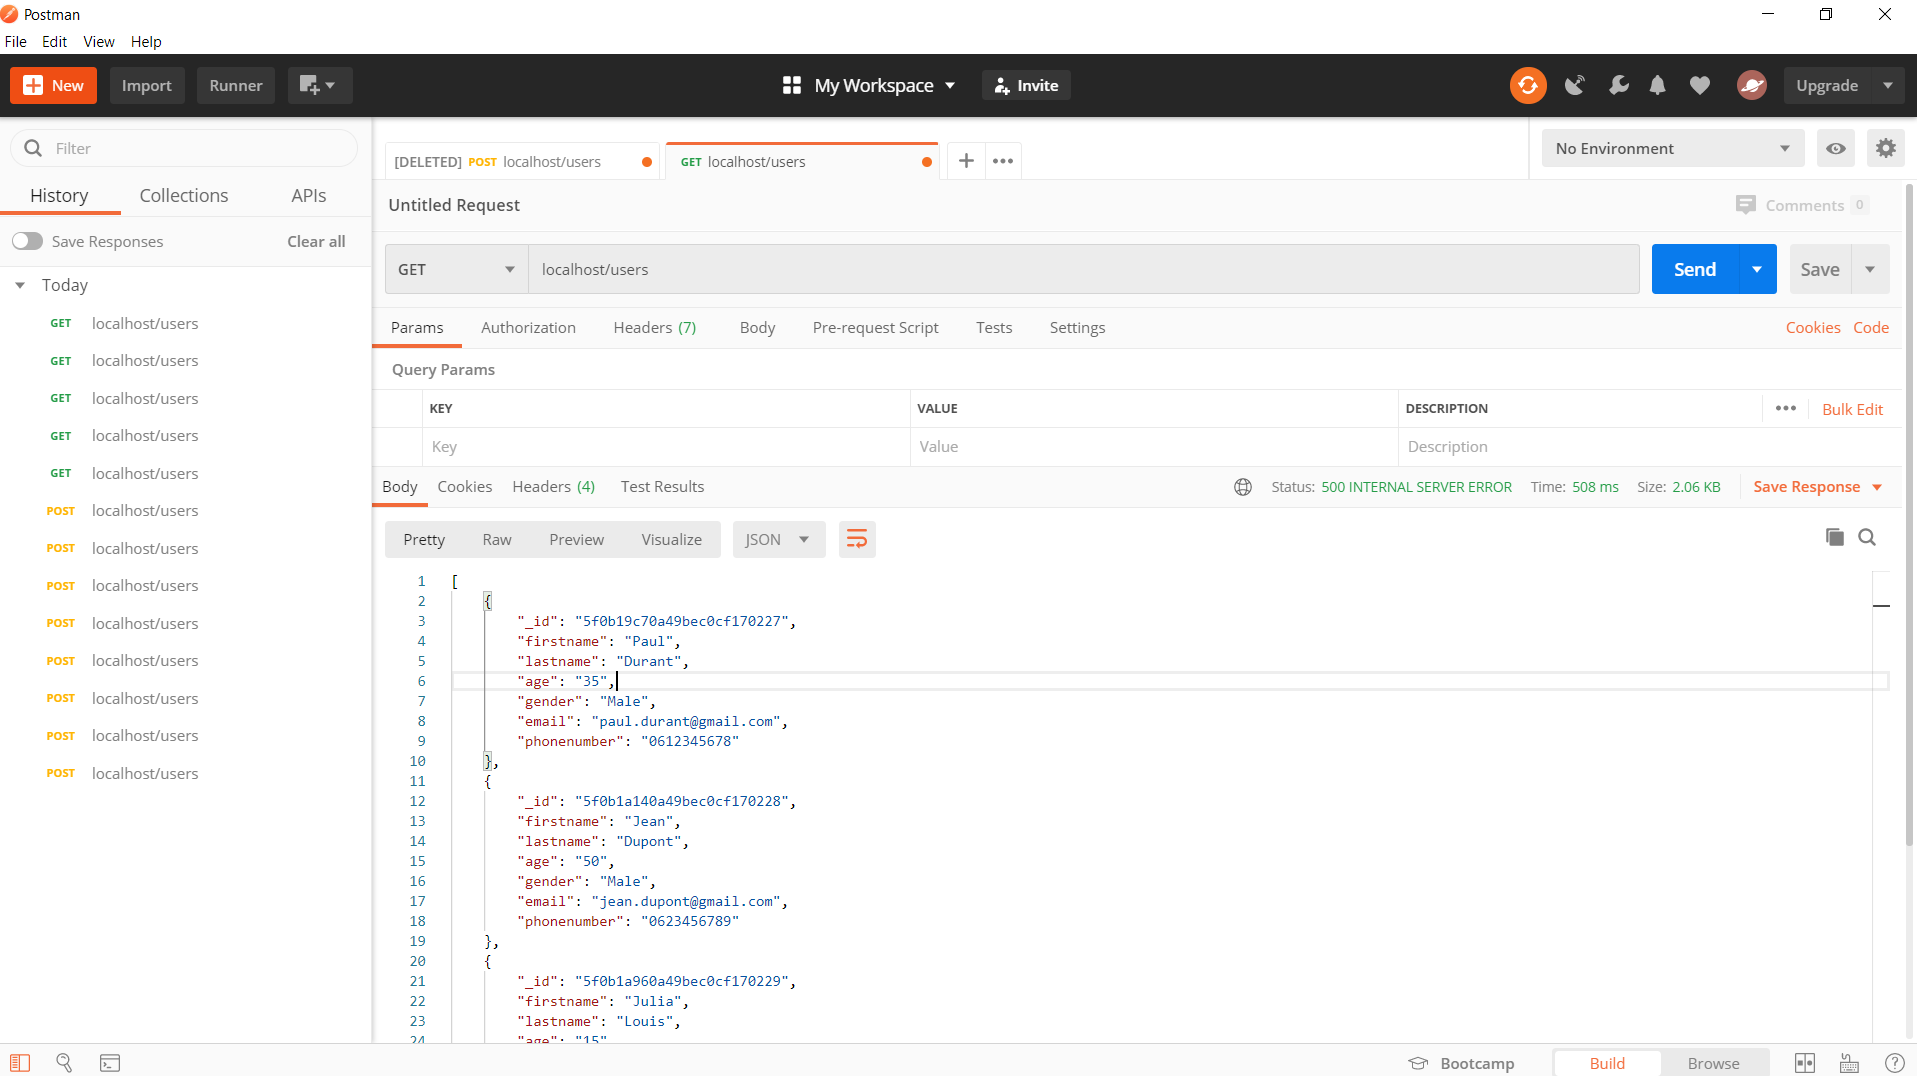 Postman
File Edit View Help
New Import Runner My Workspace Invite Upgrade
Filter
History Collections APIs
Save Responses Clear all
Today
GET localhost/users
GET localhost/users
GET localhost/users
GET localhost/users
GET localhost/users
POST localhost/users
POST localhost/users
POST localhost/users
POST localhost/users
POST localhost/users
POST localhost/users
POST localhost/users
POST localhost/users
[DELETED] POST localhost/users GET localhost/users + ••• No Environment
Untitled Request Comments 0
GET localhost/users Send Save
Params Authorization Headers (7) Body Pre-request Script Tests Settings Cookies Code
Query Params
KEY VALUE DESCRIPTION ••• Bulk Edit
Key Value Description
Body Cookies Headers (4) Test Results Status: 500 INTERNAL SERVER ERROR Time: 508 ms Size: 2.06 KB Save Response
Pretty Raw Preview Visualize JSON
1 [
2 {
3 "_id": "5f0b19c70a49bec0cf170227",
4 "firstname": "Paul",
5 "lastname": "Durant",
6 "age": "35",
7 "gender": "Male",
8 "email": "paul.durant@gmail.com",
9 "phonenumber": "0612345678"
10 },
11 {
12 "_id": "5f0b1a140a49bec0cf170228",
13 "firstname": "Jean",
14 "lastname": "Dupont",
15 "age": "50",
16 "gender": "Male",
17 "email": "jean.dupont@gmail.com",
18 "phonenumber": "0623456789"
19 },
20 {
21 "_id": "5f0b1a960a49bec0cf170229",
22 "firstname": "Julia",
23 "lastname": "Louis",
24 "age": "15"
Bootcamp Build Browse